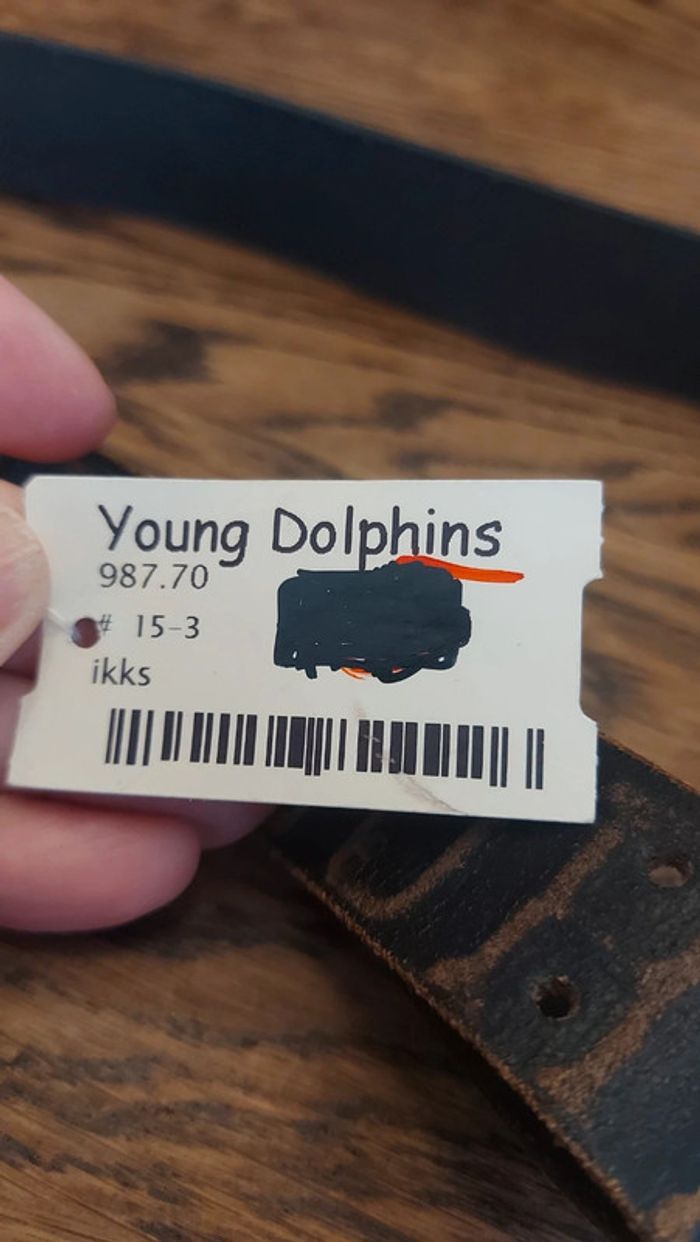 Young Dolphins
987.70
# 15-3
ikks